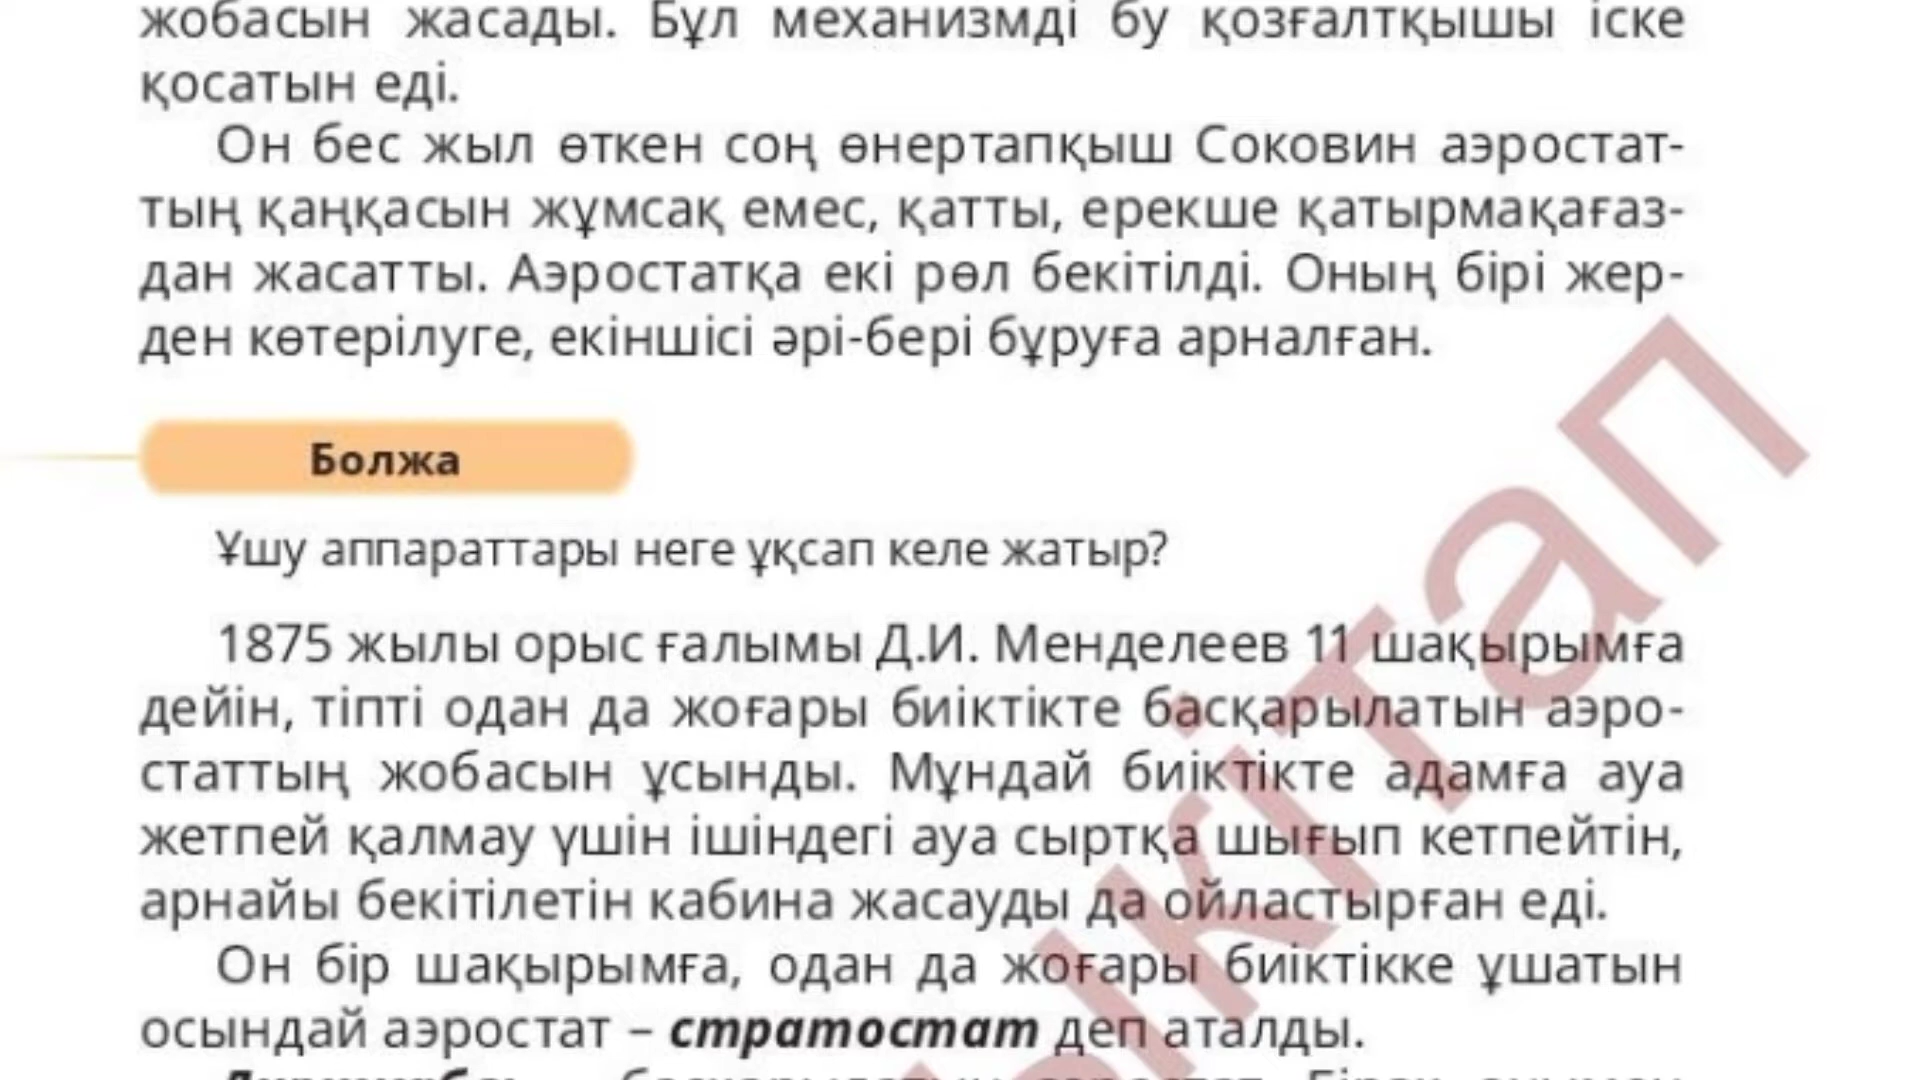 жобасын жасады. Бұл механизмді бу қозғалтқышы іске
қосатын еді.
Он бес жыл өткен соң өнертапқыш Соковин аэростат-
тың қаңқасын жұмсақ емес, қатты, ерекше қатырмақағаз-
дан жасатты. Аэростатқа екі рөл бекітілді. Оның бірі жер-
ден көтерілуге, екіншісі әрі-бері бұруға арналған.
Болжа
Ұшу аппараттары неге ұқсап келе жатыр?
1875 жылы орыс ғалымы Д.И. Менделеев 11 шақырымға
дейін, тіпті одан да жоғары биіктікте басқарылатын аэро-
статтың жобасын ұсынды. Мұндай биіктікте адамға ауа
жетпей қалмау үшін ішіндегі ауа сыртқа шығып кетпейтін,
арнайы бекітілетін кабина жасауды да ойластырған еді.
Он бір шақырымға, одан да жоғары биіктікке ұшатын
осындай аэростат – стратостат деп аталды.